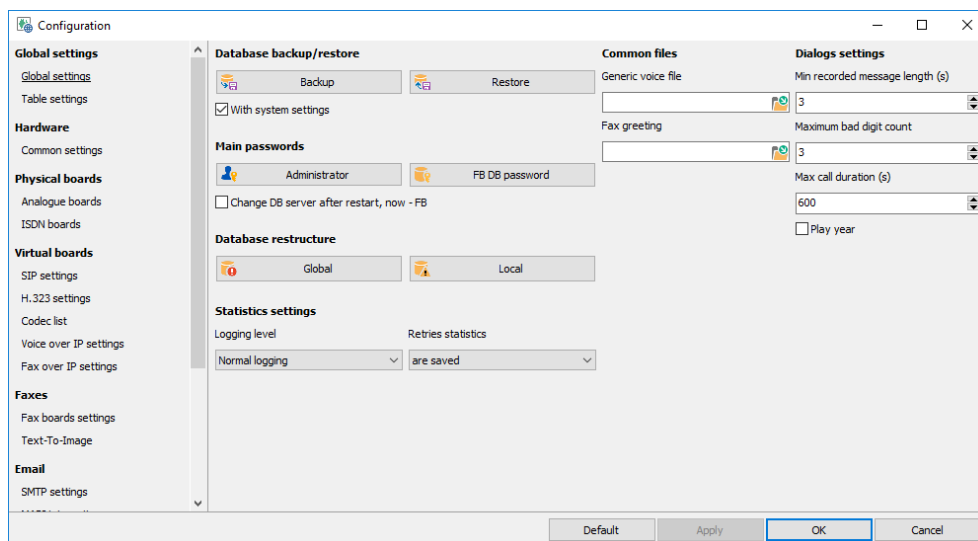 Configuration
Global settings
Global settings
Table settings
Hardware
Common settings
Physical boards
Analogue boards
ISDN boards
Virtual boards
SIP settings
H.323 settings
Codec list
Voice over IP settings
Fax over IP settings
Faxes
Fax boards settings
Text-To-Image
Email
SMTP settings
Database backup/restore
Backup
Restore
With system settings
Main passwords
Administrator
FB DB password
Change DB server after restart, now - FB
Database restructure
Global
Local
Statistics settings
Logging level
Retries statistics
Normal logging
are saved
Common files
Generic voice file
Fax greeting
Dialogs settings
Min recorded message length (s)
3
Maximum bad digit count
3
Max call duration (s)
600
Play year
Default
Apply
OK
Cancel